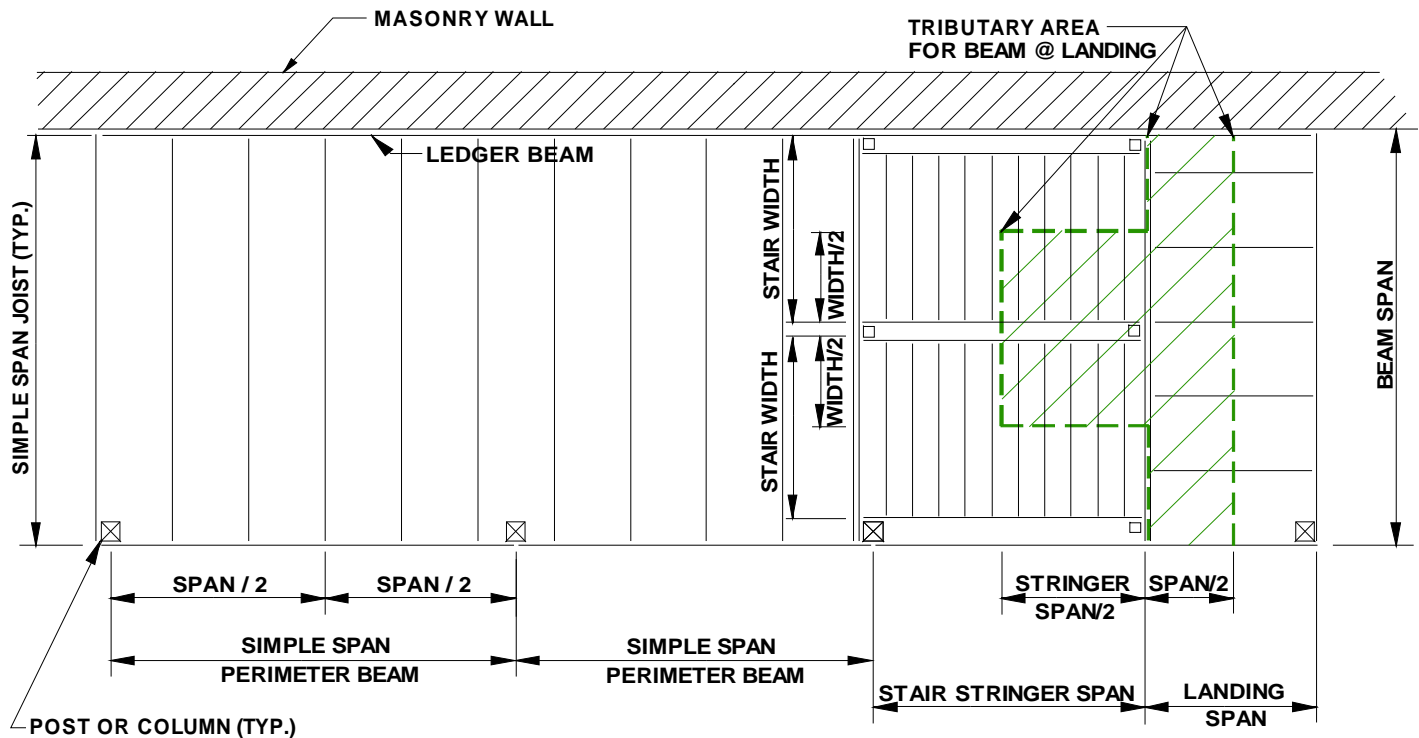 MASONRY WALL
TRIBUTARY AREA
FOR BEAM @ LANDING
LEDGER BEAM
SIMPLE SPAN JOIST (TYP.)
STAIR WIDTH
WIDTH/2
STAIR WIDTH
WIDTH/2
BEAM SPAN
SPAN / 2
SPAN / 2
STRINGER
SPAN/2
SPAN/2
SIMPLE SPAN
PERIMETER BEAM
SIMPLE SPAN
PERIMETER BEAM
STAIR STRINGER SPAN
LANDING
SPAN
POST OR COLUMN (TYP.)